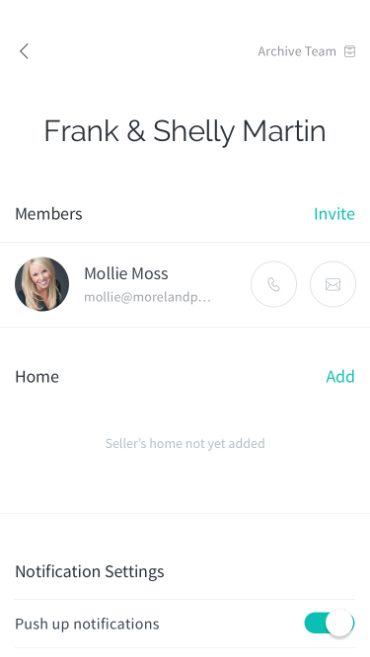 Archive Team
Frank & Shelly Martin
Members
Invite
Mollie Moss
mollie@morelandp...
Home
Add
Seller's home not yet added
Notification Settings
Push up notifications